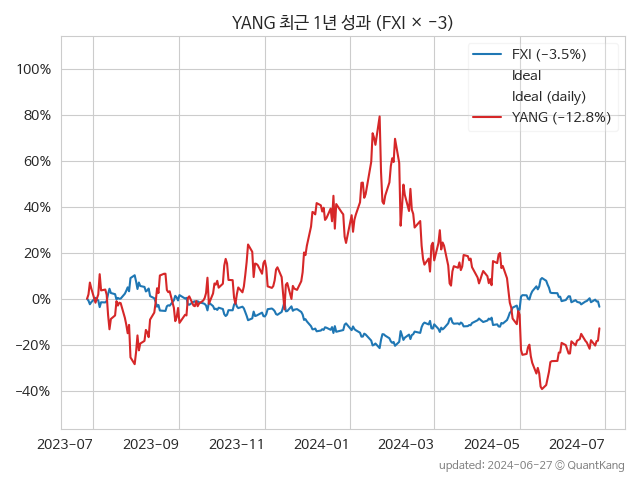 YANG 최근 1년 성과 (FXI × −3)
FXI (−3.5%)
Ideal
Ideal (daily)
YANG (−12.8%)
100%
80%
60%
40%
20%
0%
−20%
−40%
2023-07 2023-09 2023-11 2024-01 2024-03 2024-05 2024-07
updated: 2024-06-27 © QuantKang